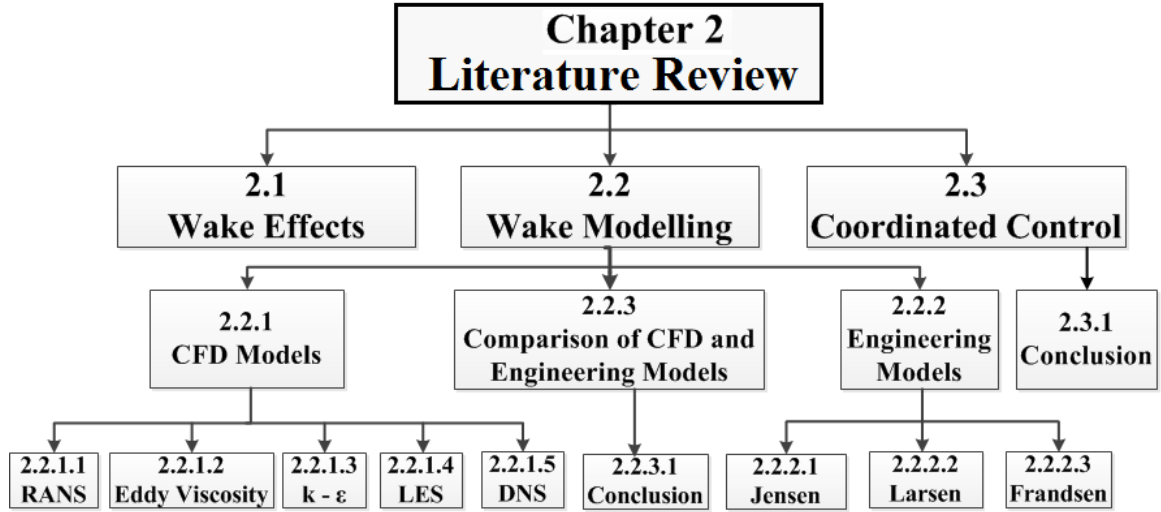 Chapter 2
Literature Review
2.1
Wake Effects
2.2
Wake Modelling
2.3
Coordinated Control
2.2.1
CFD Models
2.2.3
Comparison of CFD and
Engineering Models
2.2.2
Engineering
Models
2.3.1
Conclusion
2.2.1.1
RANS
2.2.1.2
Eddy Viscosity
2.2.1.3
k - ε
2.2.1.4
LES
2.2.1.5
DNS
2.2.3.1
Conclusion
2.2.2.1
Jensen
2.2.2.2
Larsen
2.2.2.3
Frandsen